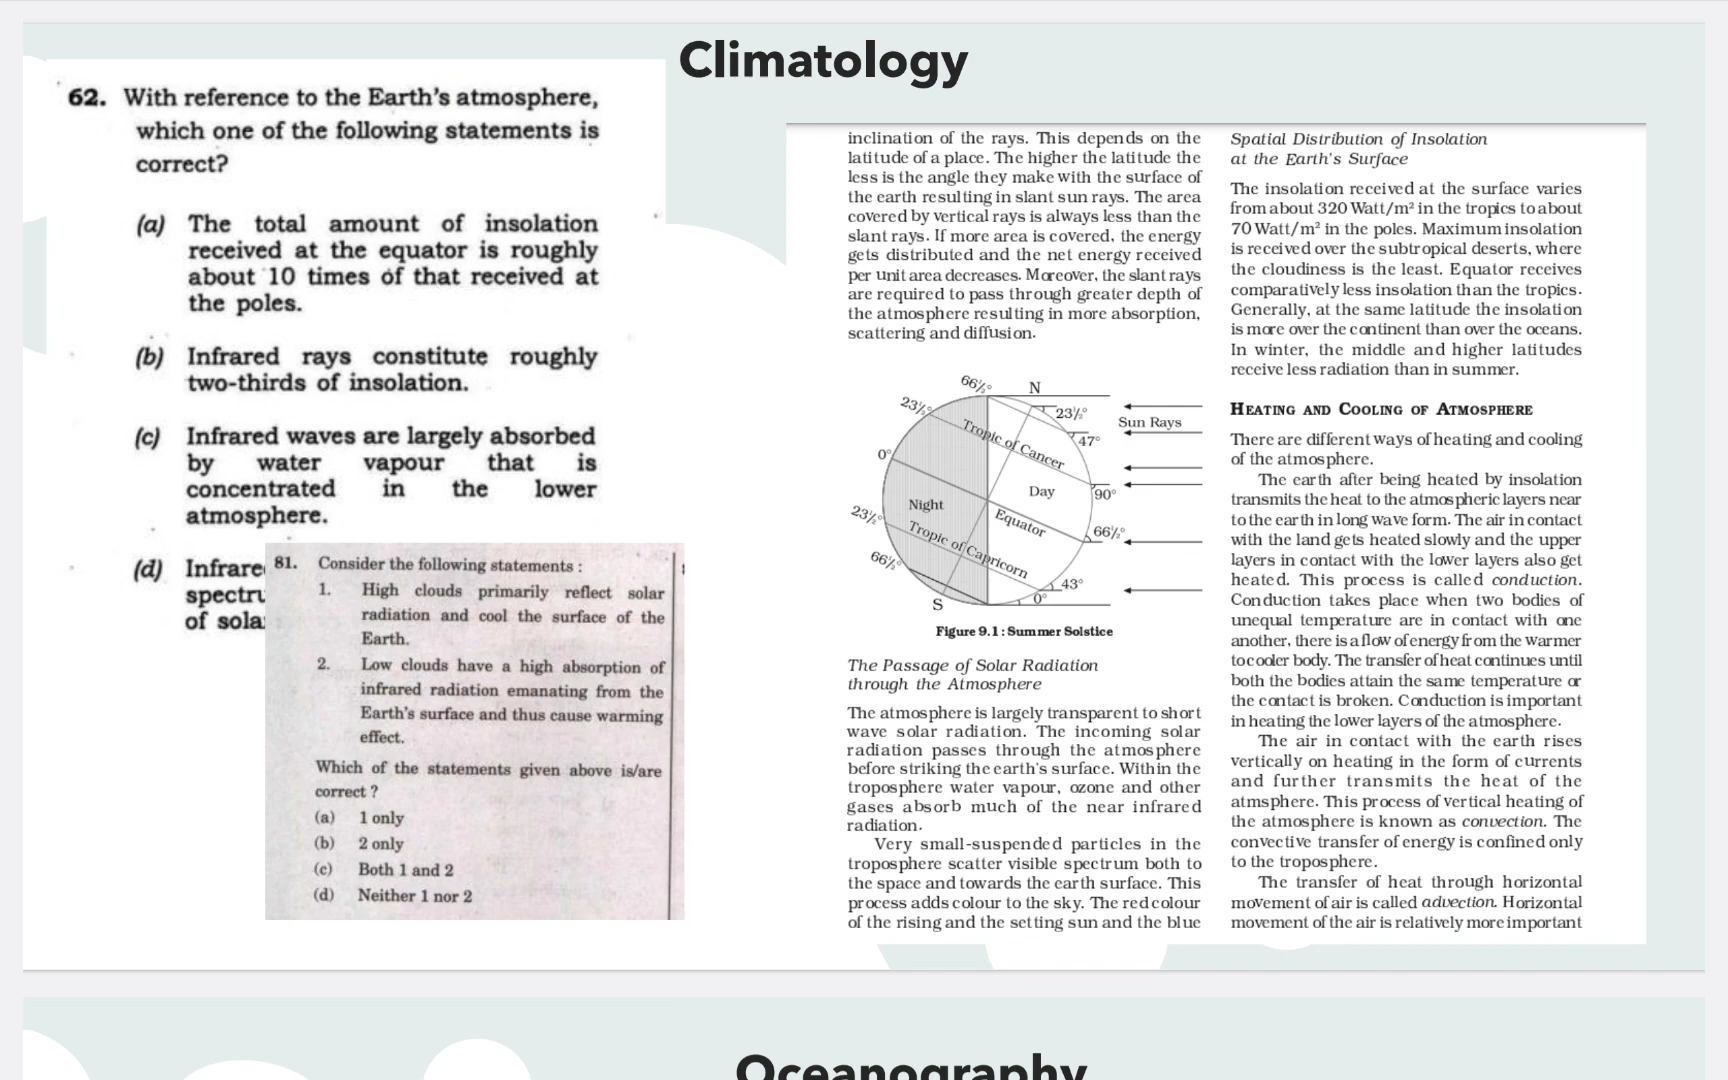 Climatology
62. With reference to the Earth's atmosphere,
which one of the following statements is
correct?
(a) The total amount of insolation
received at the equator is roughly
about 10 times of that received at
the poles.
(b) Infrared rays constitute roughly
two-thirds of insolation.
(c) Infrared waves are largely absorbed
by water vapour that is
concentrated in the lower
atmosphere.
(d) Infrare
spectru
of sola
81. Consider the following statements :
1. High clouds primarily reflect solar
radiation and cool the surface of the
Earth.
2. Low clouds have a high absorption of
infrared radiation emanating from the
Earth's surface and thus cause warming
effect.
Which of the statements given above is/are
correct ?
(a) 1 only
(b) 2 only
(c) Both 1 and 2
(d) Neither 1 nor 2
inclination of the rays. This depends on the
latitude of a place. The higher the latitude the
less is the angle they make with the surface of
the earth resulting in slant sun rays. The area
covered by vertical rays is always less than the
slant rays. If more area is covered, the energy
gets distributed and the net energy received
per unit area decreases. Moreover, the slant rays
are required to pass through greater depth of
the atmosphere resulting in more absorption,
scattering and diffusion.
66½°
N
23½°
23½°
Sun Rays
47°
Tropic of Cancer
0°
Day
90°
Night
23½°
Equator
66½°
Tropic of Capricorn
66½°
43°
0°
S
Figure 9.1 : Summer Solstice
The Passage of Solar Radiation
through the Atmosphere
The atmosphere is largely transparent to short
wave solar radiation. The incoming solar
radiation passes through the atmosphere
before striking the earth's surface. Within the
troposphere water vapour, ozone and other
gases absorb much of the near infrared
radiation.
Very small-suspended particles in the
troposphere scatter visible spectrum both to
the space and towards the earth surface. This
process adds colour to the sky. The red colour
of the rising and the setting sun and the blue
Spatial Distribution of Insolation
at the Earth's Surface
The insolation received at the surface varies
from about 320 Watt/m² in the tropics to about
70 Watt/m² in the poles. Maximum insolation
is received over the subtropical deserts, where
the cloudiness is the least. Equator receives
comparatively less insolation than the tropics.
Generally, at the same latitude the insolation
is more over the continent than over the oceans.
In winter, the middle and higher latitudes
receive less radiation than in summer.
HEATING AND COOLING OF ATMOSPHERE
There are different ways of heating and cooling
of the atmosphere.
The earth after being heated by insolation
transmits the heat to the atmospheric layers near
to the earth in long wave form. The air in contact
with the land gets heated slowly and the upper
layers in contact with the lower layers also get
heated. This process is called conduction.
Conduction takes place when two bodies of
unequal temperature are in contact with one
another, there is a flow of energy from the warmer
to cooler body. The transfer of heat continues until
both the bodies attain the same temperature or
the contact is broken. Conduction is important
in heating the lower layers of the atmosphere.
The air in contact with the earth rises
vertically on heating in the form of currents
and further transmits the heat of the
atmsphere. This process of vertical heating of
the atmosphere is known as convection. The
convective transfer of energy is confined only
to the troposphere.
The transfer of heat through horizontal
movement of air is called advection. Horizontal
movement of the air is relatively more important
Oceanography